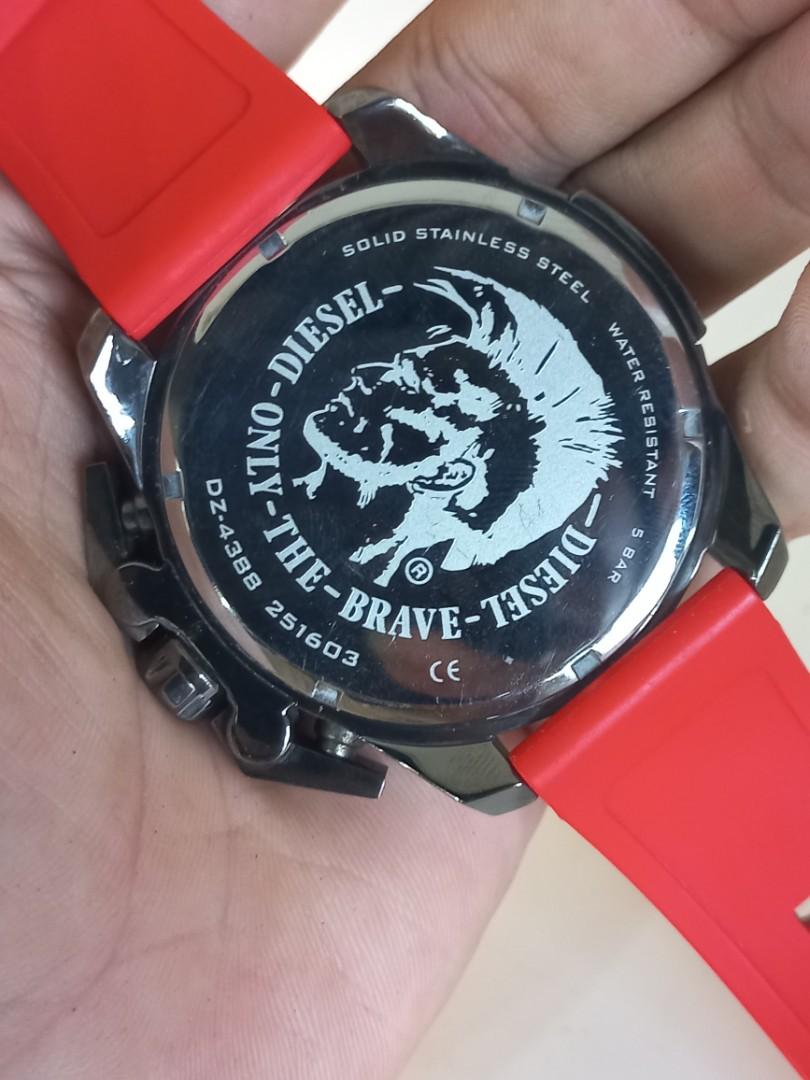 SOLID STAINLESS STEEL
WATER RESISTANT
5 BAR
ONLY-THE-BRAVE-DIESEL-
DIESEL-
®
DZ-4388 251603
CE